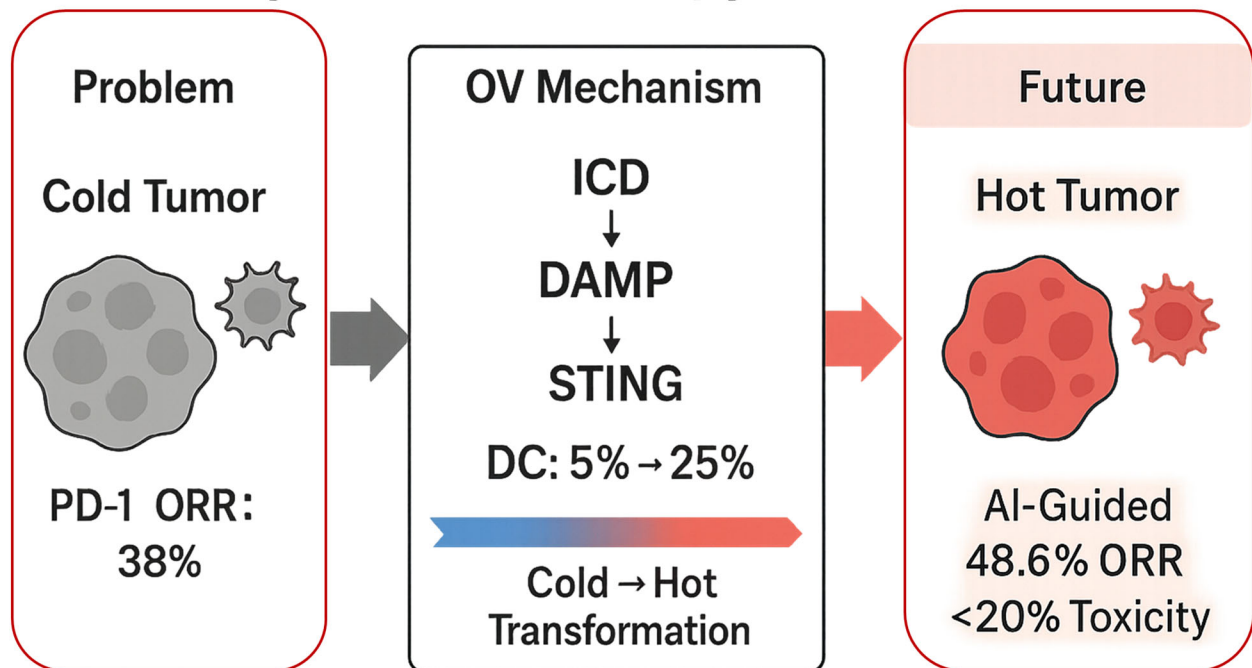 Problem
Cold Tumor
PD-1 ORR:
38%
OV Mechanism
ICD
↓
DAMP
↓
STING
DC: 5% → 25%
Cold → Hot
Transformation
Future
Hot Tumor
AI-Guided
48.6% ORR
<20% Toxicity